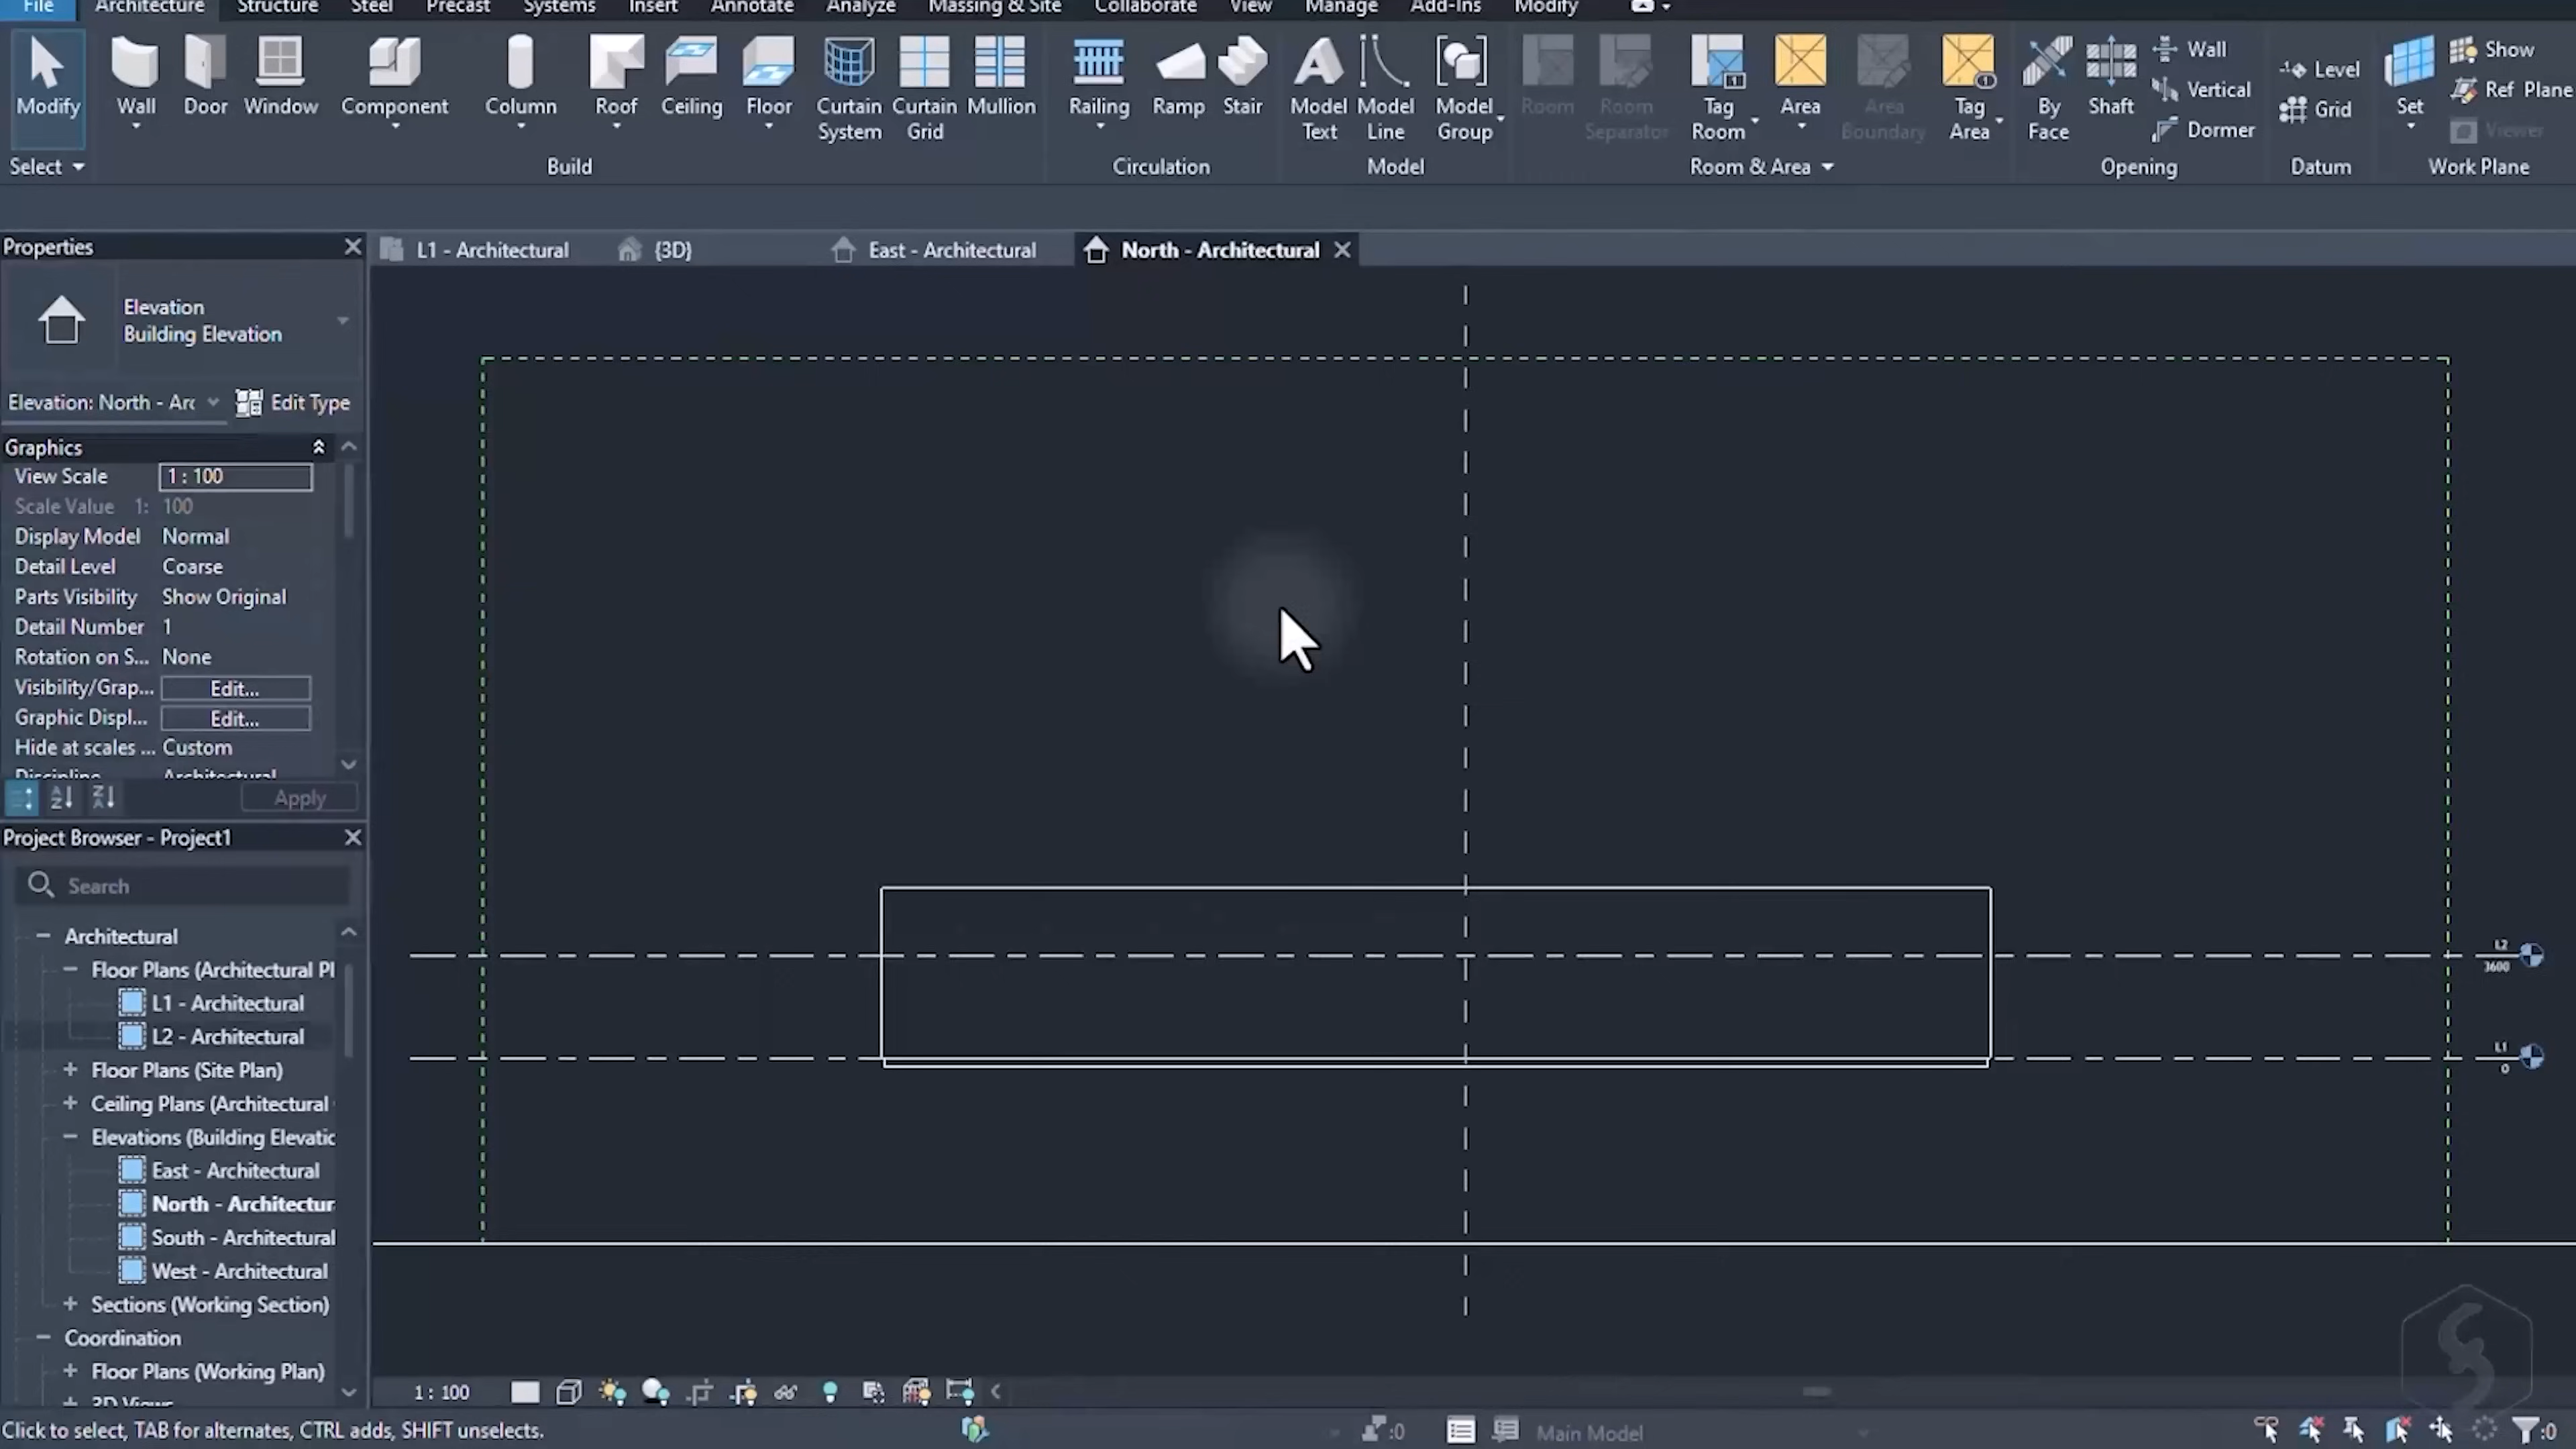 File Architecture Structure Steel Precast Systems Insert Annotate Analyze Massing & Site Collaborate View Manage Add-Ins Modify
Modify
Wall
Door
Window
Component
Column
Roof
Ceiling
Floor
Curtain System
Curtain Grid
Mullion
Railing
Ramp
Stair
Model Text
Model Line
Model Group
Room
Room Separator
Tag Room
Area
Area Boundary
Tag Area
By Face
Shaft
Wall
Vertical
Dormer
Level
Grid
Set
Show
Ref Plane
Viewer
Select Build Circulation Model Room & Area Opening Datum Work Plane
Properties
L1 - Architectural {3D} East - Architectural North - Architectural
Elevation
Building Elevation
Elevation: North - Arc Edit Type
Graphics
View Scale 1 : 100
Scale Value 1: 100
Display Model Normal
Detail Level Coarse
Parts Visibility Show Original
Detail Number 1
Rotation on S... None
Visibility/Grap... Edit...
Graphic Displ... Edit...
Hide at scales ... Custom
Discipline Architectural
Apply
Project Browser - Project1
Search
Architectural
Floor Plans (Architectural Pl
L1 - Architectural
L2 - Architectural
Floor Plans (Site Plan)
Ceiling Plans (Architectural
Elevations (Building Elevatic
East - Architectural
North - Architectur
South - Architectural
West - Architectural
Sections (Working Section)
Coordination
Floor Plans (Working Plan)
3D Views
L2
3600
L1
0
1 : 100
Click to select, TAB for alternates, CTRL adds, SHIFT unselects.
:0
Main Model
:0